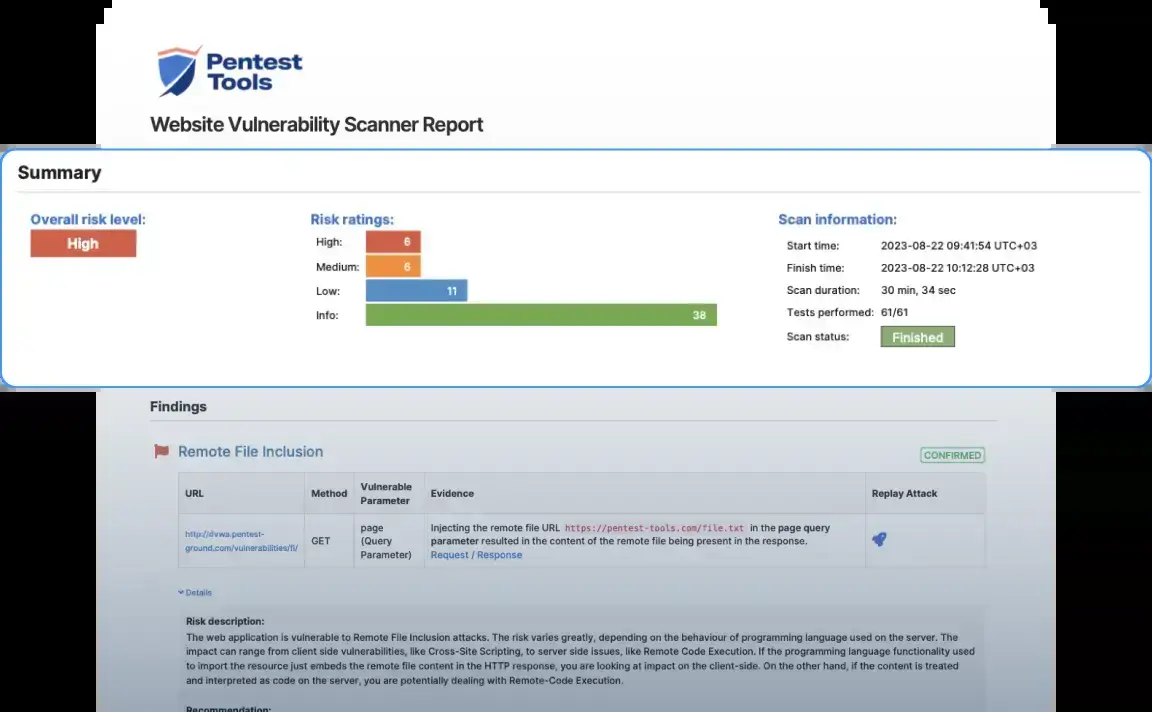 Pentest
Tools
Website Vulnerability Scanner Report
Summary
Overall risk level:
High
Risk ratings:
High: 6
Medium: 6
Low: 11
Info: 38
Scan information:
Start time: 2023-08-22 09:41:54 UTC+03
Finish time: 2023-08-22 10:12:28 UTC+03
Scan duration: 30 min, 34 sec
Tests performed: 61/61
Scan status: Finished
Findings
Remote File Inclusion
CONFIRMED
URL
Method
Vulnerable
Parameter
Evidence
Replay Attack
http://dvwa.pentest-
ground.com/vulnerabilities/fi/
GET
page
(Query
Parameter)
Injecting the remote file URL https://pentest-tools.com/file.txt in the page query
parameter resulted in the content of the remote file being present in the response.
Request / Response
Details
Risk description:
The web application is vulnerable to Remote File Inclusion attacks. The risk varies greatly, depending on the behaviour of programming language used on the server. The
impact can range from client side vulnerabilities, like Cross-Site Scripting, to server side issues, like Remote Code Execution. If the programming language functionality used
to import the resource just embeds the remote file content in the HTTP response, you are looking at impact on the client-side. On the other hand, if the content is treated
and interpreted as code on the server, you are potentially dealing with Remote-Code Execution.
Recommendation: